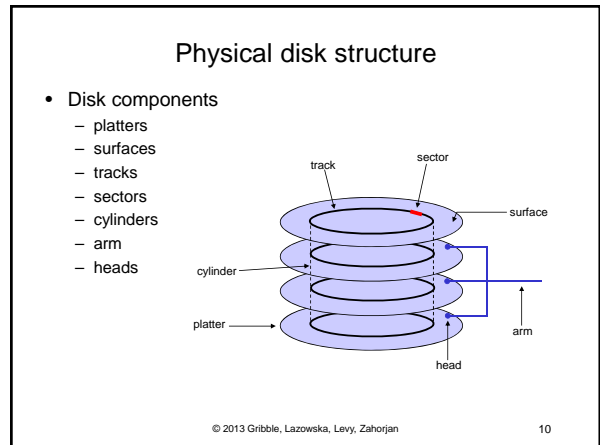 Physical disk structure
• Disk components
– platters
– surfaces
– tracks
– sectors
– cylinders
– arm
– heads
track
sector
surface
cylinder
platter
arm
head
© 2013 Gribble, Lazowska, Levy, Zahorjan
10